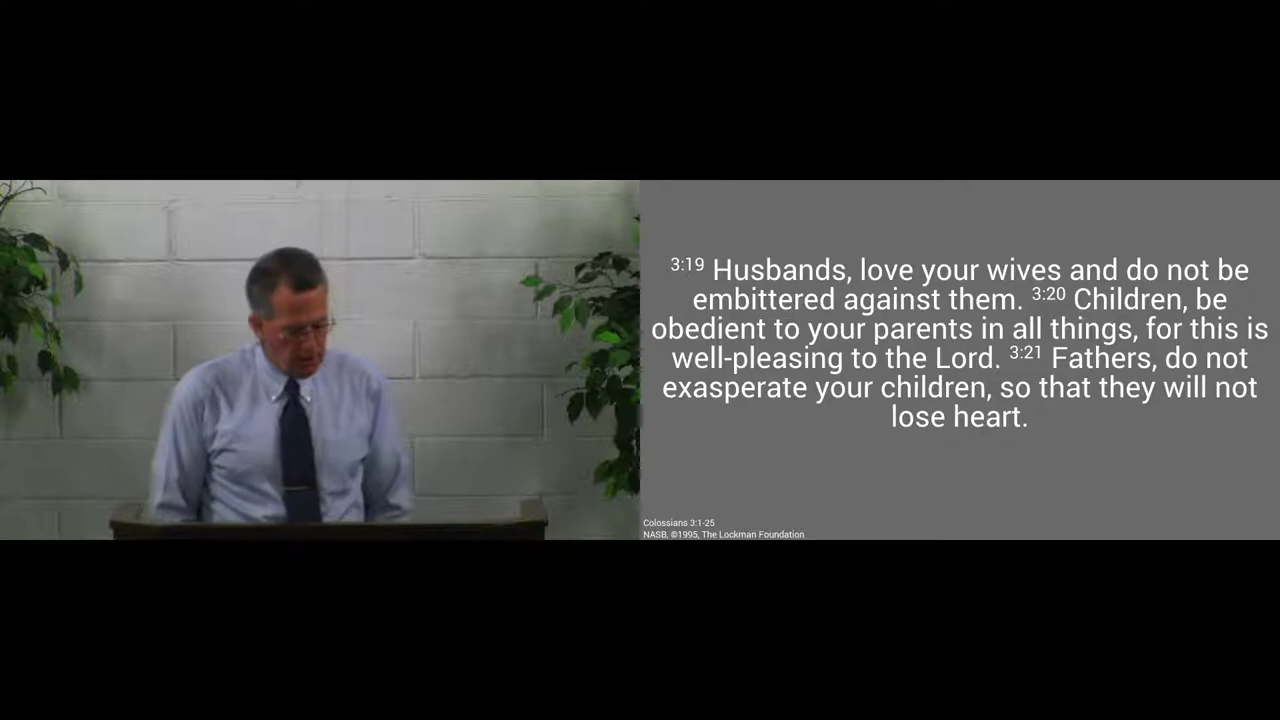 3:19 Husbands, love your wives and do not be
embittered against them. 3:20 Children, be
obedient to your parents in all things, for this is
well-pleasing to the Lord. 3:21 Fathers, do not
exasperate your children, so that they will not
lose heart.
Colossians 3:1-25
NASB, ©1995, The Lockman Foundation